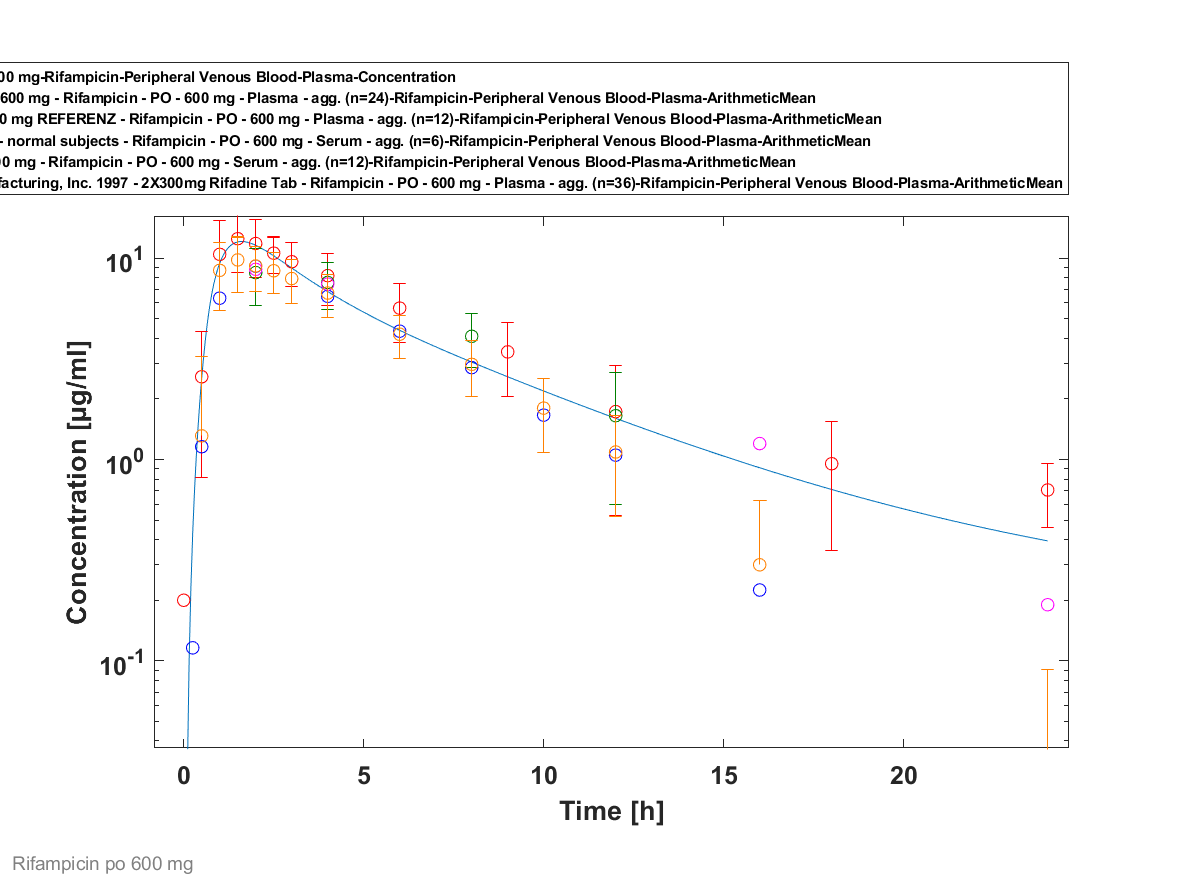 00 mg-Rifampicin-Peripheral Venous Blood-Plasma-Concentration
600 mg - Rifampicin - PO - 600 mg - Plasma - agg. (n=24)-Rifampicin-Peripheral Venous Blood-Plasma-ArithmeticMean
0 mg REFERENZ - Rifampicin - PO - 600 mg - Plasma - agg. (n=12)-Rifampicin-Peripheral Venous Blood-Plasma-ArithmeticMean
- normal subjects - Rifampicin - PO - 600 mg - Serum - agg. (n=6)-Rifampicin-Peripheral Venous Blood-Plasma-ArithmeticMean
00 mg - Rifampicin - PO - 600 mg - Serum - agg. (n=12)-Rifampicin-Peripheral Venous Blood-Plasma-ArithmeticMean
facturing, Inc. 1997 - 2X300mg Rifadine Tab - Rifampicin - PO - 600 mg - Plasma - agg. (n=36)-Rifampicin-Peripheral Venous Blood-Plasma-ArithmeticMean
10^1
10^0
10^-1
Concentration [µg/ml]
0 5 10 15 20
Time [h]
Rifampicin po 600 mg